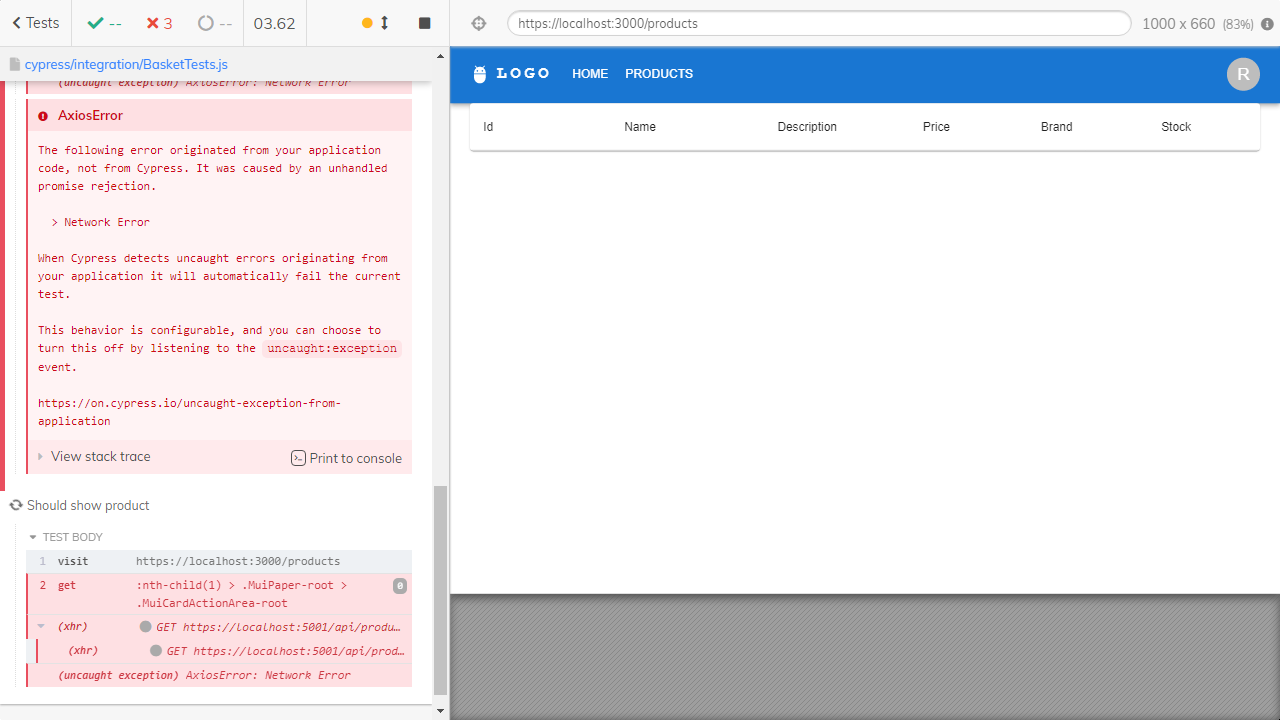 Tests
--
3
--
03.62
https://localhost:3000/products
1000 x 660 (83%)
cypress/integration/BasketTests.js
(uncaught exception) AxiosError: Network Error
AxiosError
The following error originated from your application
code, not from Cypress. It was caused by an unhandled
promise rejection.
> Network Error
When Cypress detects uncaught errors originating from
your application it will automatically fail the current
test.
This behavior is configurable, and you can choose to
turn this off by listening to the uncaught:exception
event.
https://on.cypress.io/uncaught-exception-from-
application
View stack trace
Print to console
Should show product
TEST BODY
1 visit https://localhost:3000/products
2 get :nth-child(1) > .MuiPaper-root > 0
.MuiCardActionArea-root
(xhr) GET https://localhost:5001/api/produ…
(xhr) GET https://localhost:5001/api/prod…
(uncaught exception) AxiosError: Network Error
LOGO HOME PRODUCTS R
Id Name Description Price Brand Stock